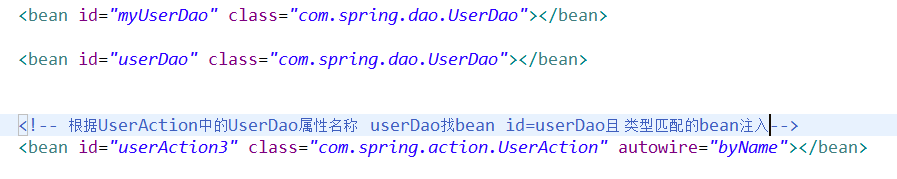 <bean id="myUserDao" class="com.spring.dao.UserDao"></bean>
<bean id="userDao" class="com.spring.dao.UserDao"></bean>
<!-- 根据UserAction中的UserDao属性名称 userDao找bean id=userDao且 类型匹配的bean注入-->
<bean id="userAction3" class="com.spring.action.UserAction" autowire="byName"></bean>